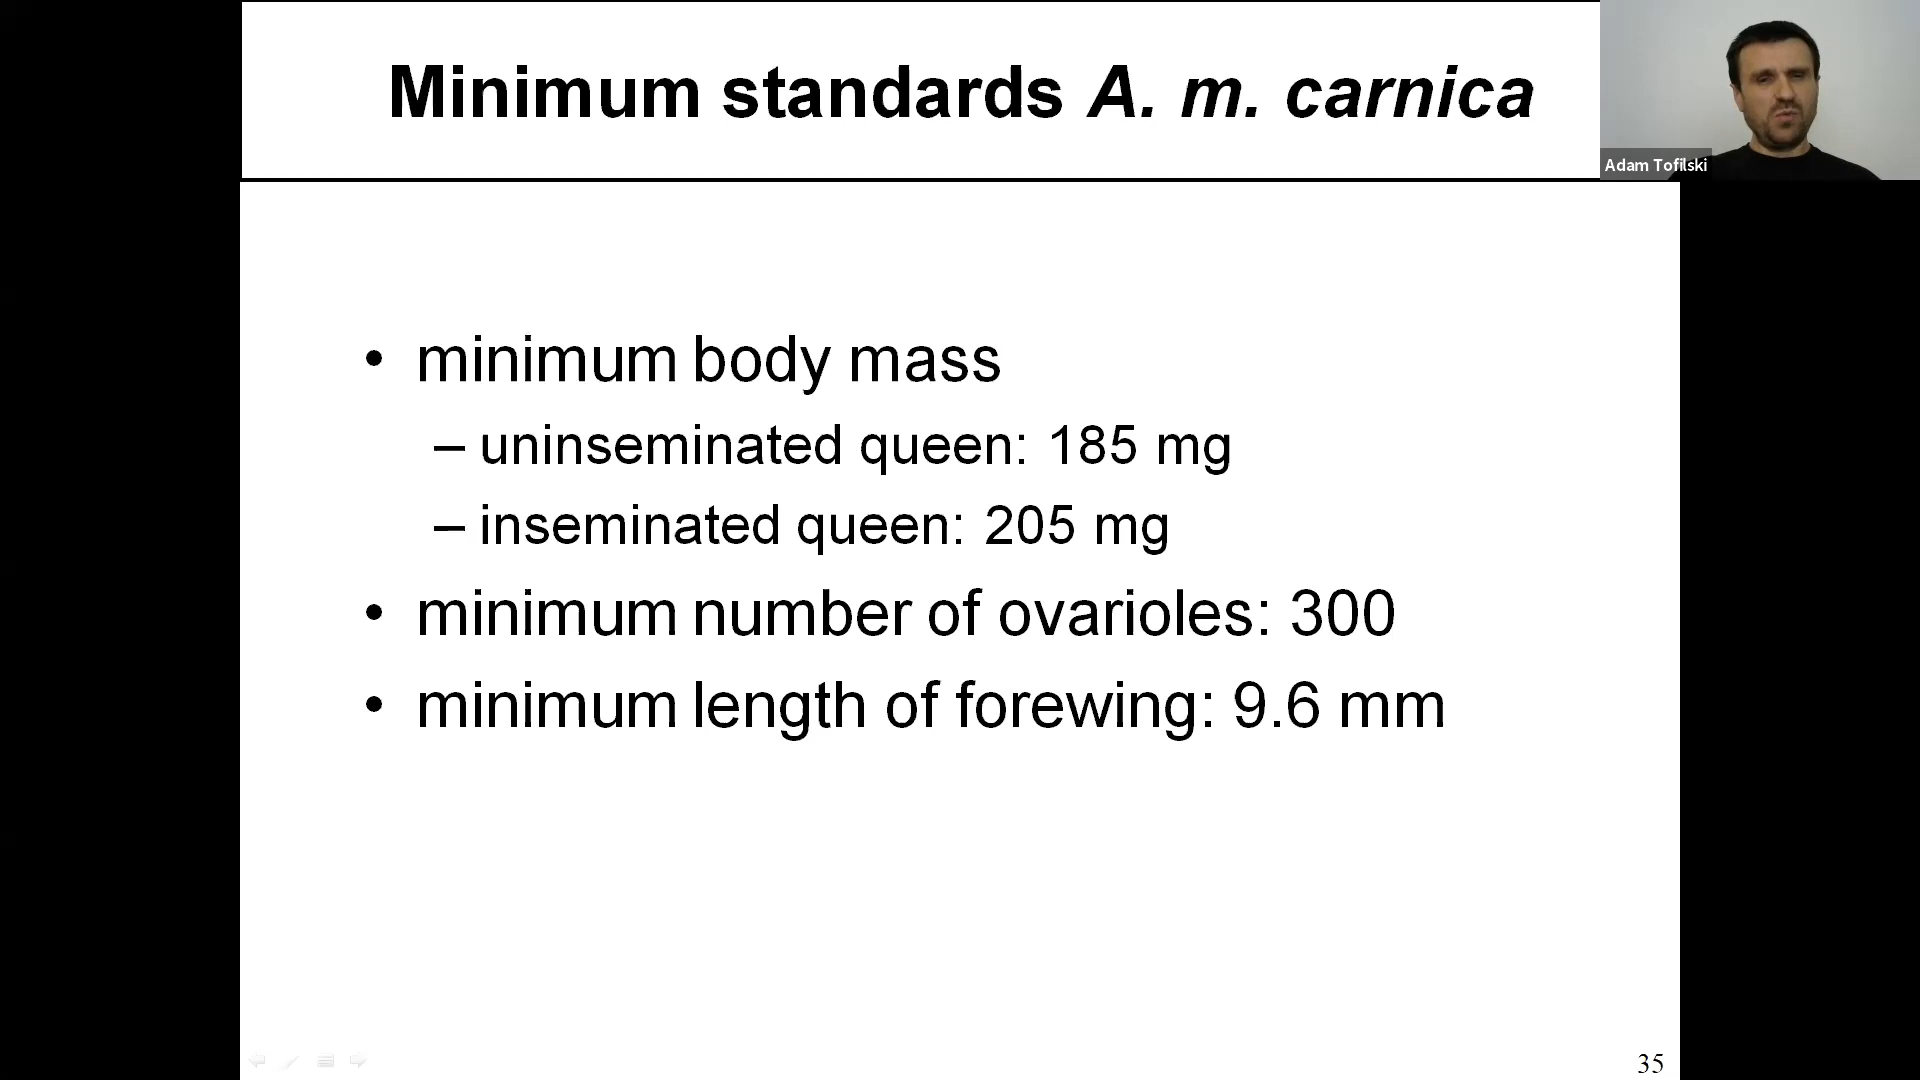 Minimum standards A. m. carnica
Adam Tofilski
• minimum body mass
– uninseminated queen: 185 mg
– inseminated queen: 205 mg
• minimum number of ovarioles: 300
• minimum length of forewing: 9.6 mm
35